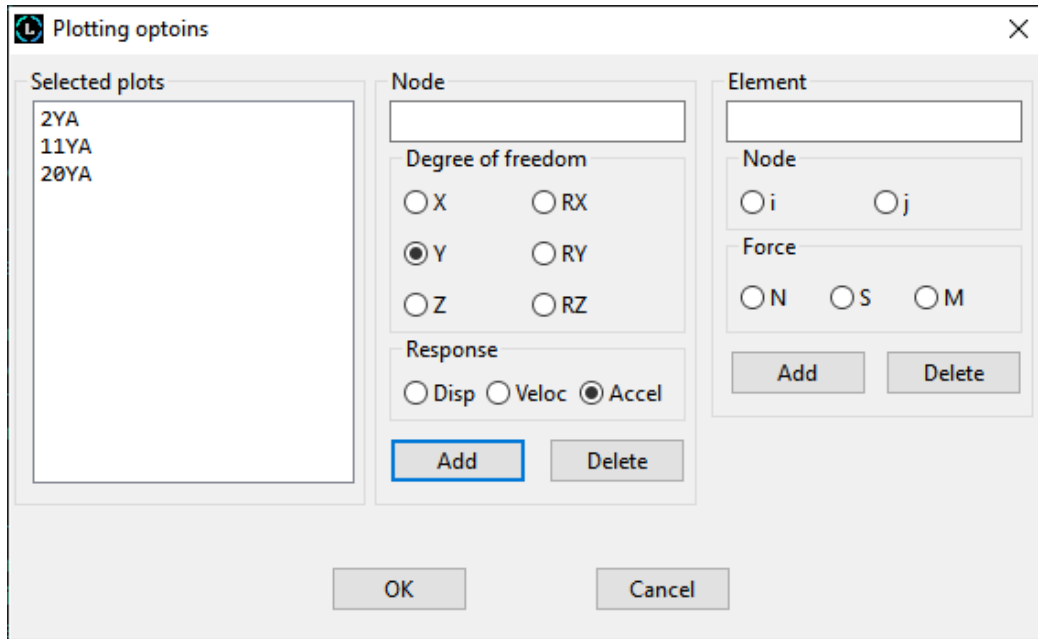 Plotting optoins
Selected plots
2YA
11YA
20YA
Node
Degree of freedom
X RX
Y RY
Z RZ
Response
Disp Veloc Accel
Add Delete
Element
Node
i j
Force
N S M
Add Delete
OK Cancel